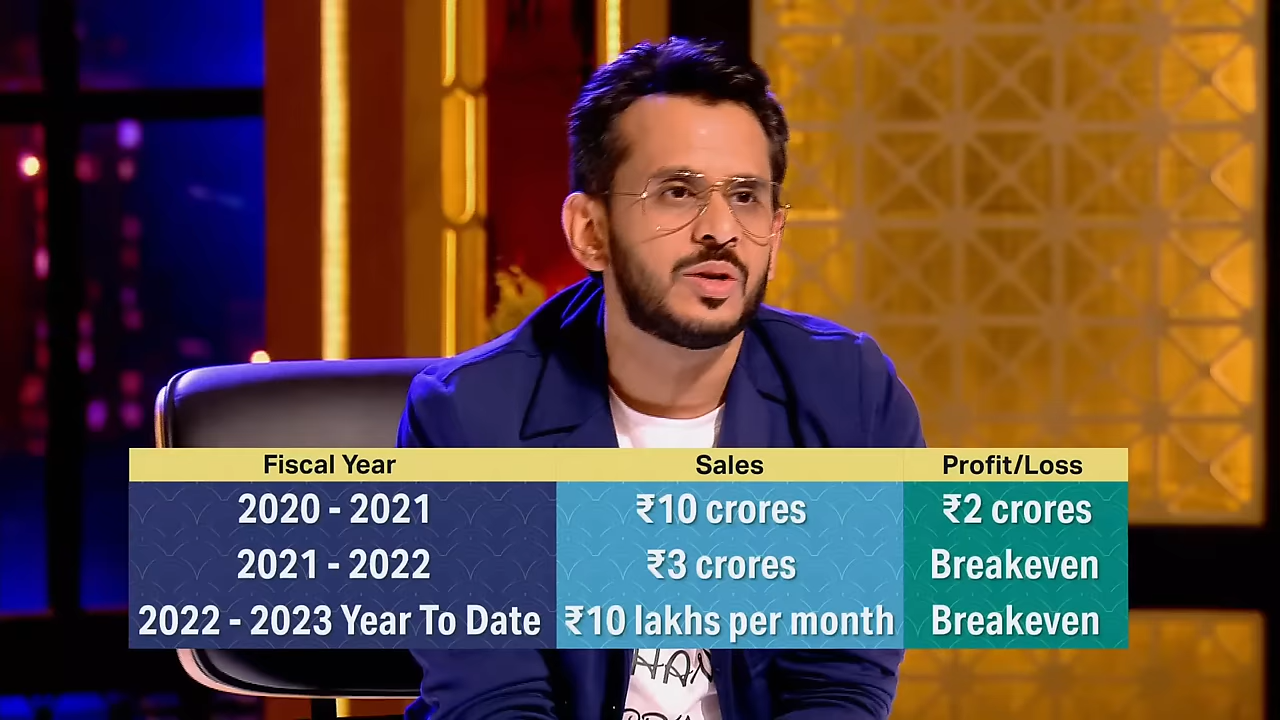 Fiscal Year Sales Profit/Loss
2020 - 2021 ₹10 crores ₹2 crores
2021 - 2022 ₹3 crores Breakeven
2022 - 2023 Year To Date ₹10 lakhs per month Breakeven